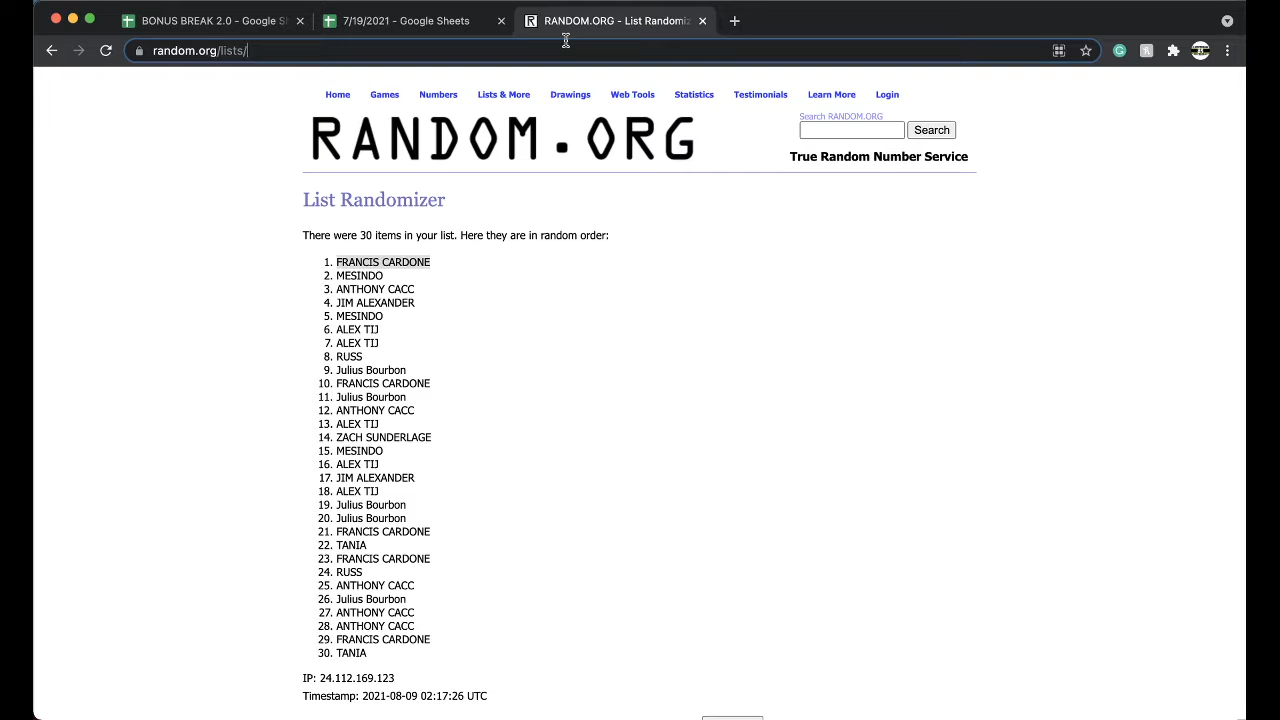 BONUS BREAK 2.0 - Google S
7/19/2021 - Google Sheets
RANDOM.ORG - List Randomiz
random.org/lists/
Home Games Numbers Lists & More Drawings Web Tools Statistics Testimonials Learn More Login
RANDOM.ORG
Search RANDOM.ORG
Search
True Random Number Service
List Randomizer
There were 30 items in your list. Here they are in random order:
1. FRANCIS CARDONE
2. MESINDO
3. ANTHONY CACC
4. JIM ALEXANDER
5. MESINDO
6. ALEX TIJ
7. ALEX TIJ
8. RUSS
9. Julius Bourbon
10. FRANCIS CARDONE
11. Julius Bourbon
12. ANTHONY CACC
13. ALEX TIJ
14. ZACH SUNDERLAGE
15. MESINDO
16. ALEX TIJ
17. JIM ALEXANDER
18. ALEX TIJ
19. Julius Bourbon
20. Julius Bourbon
21. FRANCIS CARDONE
22. TANIA
23. FRANCIS CARDONE
24. RUSS
25. ANTHONY CACC
26. Julius Bourbon
27. ANTHONY CACC
28. ANTHONY CACC
29. FRANCIS CARDONE
30. TANIA
IP: 24.112.169.123
Timestamp: 2021-08-09 02:17:26 UTC